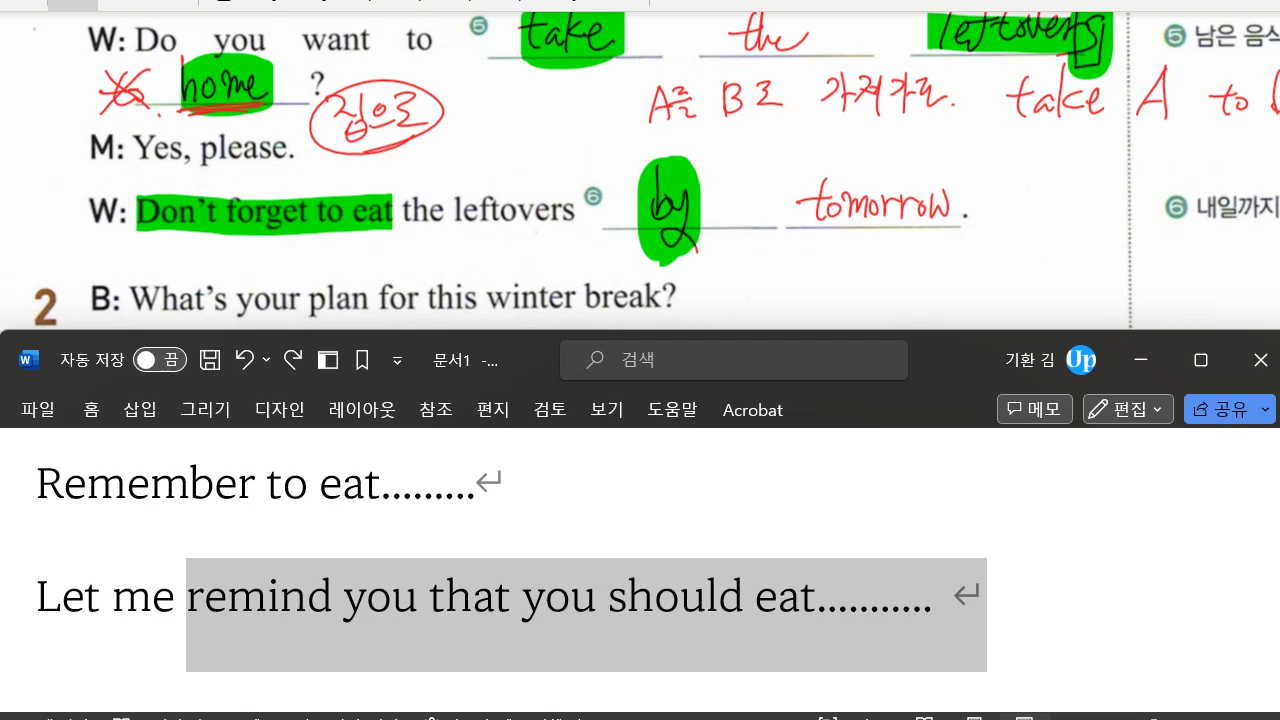 W: Do you want to ⑤ take the leftovers ⑤ 남은 음식
home ? 집으로 A를 B로 가져가다. take A to
M: Yes, please.
W: Don't forget to eat the leftovers ⑥ by tomorrow . ⑥ 내일까지
2 B: What's your plan for this winter break?
자동 저장 끔 문서1 -... 검색 기환 김 Up
파일 홈 삽입 그리기 디자인 레이아웃 참조 편지 검토 보기 도움말 Acrobat 메모 편집 공유
Remember to eat.........
Let me remind you that you should eat...........